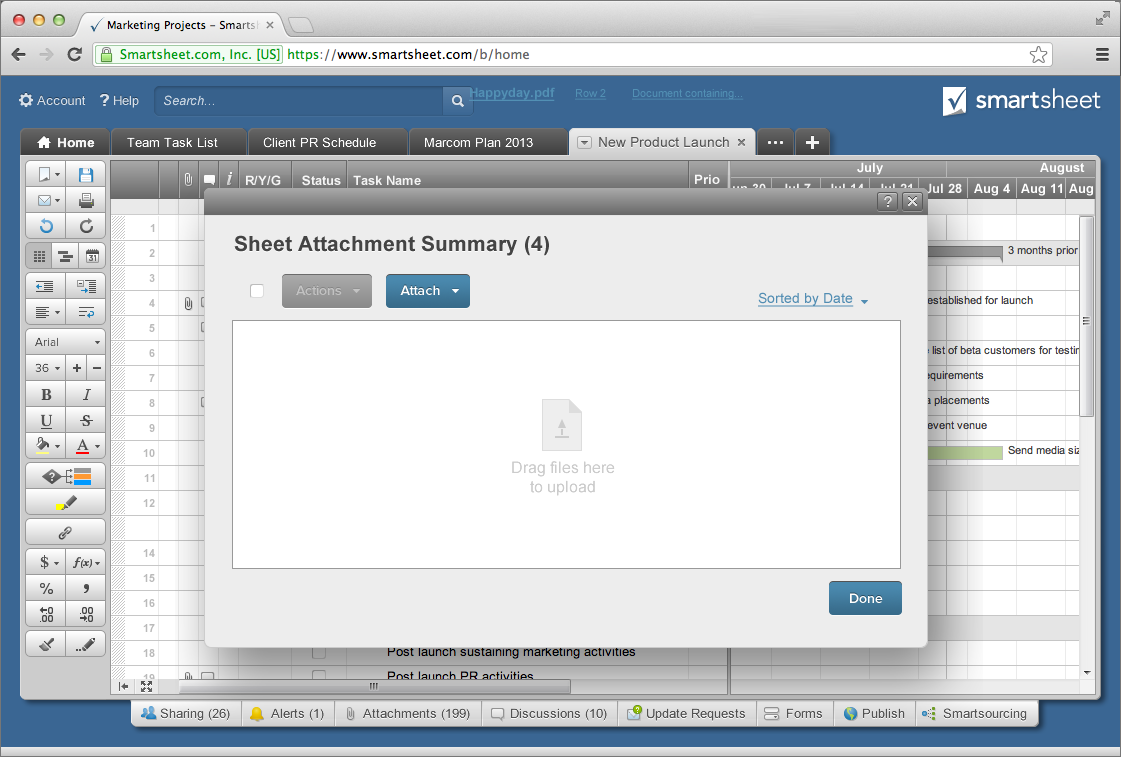 Marketing Projects – Smarts
Smartsheet.com, Inc. [US] https://www.smartsheet.com/b/home
Account ? Help Search... Happyday.pdf Row 2 Document containing... smartsheet
Home Team Task List Client PR Schedule Marcom Plan 2013 New Product Launch
i R/Y/G Status Task Name Prio
July August
Jul 7 Jul 14 Jul 21 Jul 28 Aug 4 Aug 11 Aug
? ×
Sheet Attachment Summary (4)
Actions Attach
Sorted by Date
Drag files here
to upload
Done
31
Arial
36 + −
B I
U S
A
?
$ f(x)
% ,
.0 .00
.00 .0
1
2 3 months prior
3
4 established for launch
5
6 list of beta customers for testin
7 equirements
8 a placements
9 event venue
10 Send media siz
11
12
14
15
16
17
18 Post launch sustaining marketing activities
19 Post launch PR activities
Sharing (26) Alerts (1) Attachments (199) Discussions (10) Update Requests Forms Publish Smartsourcing